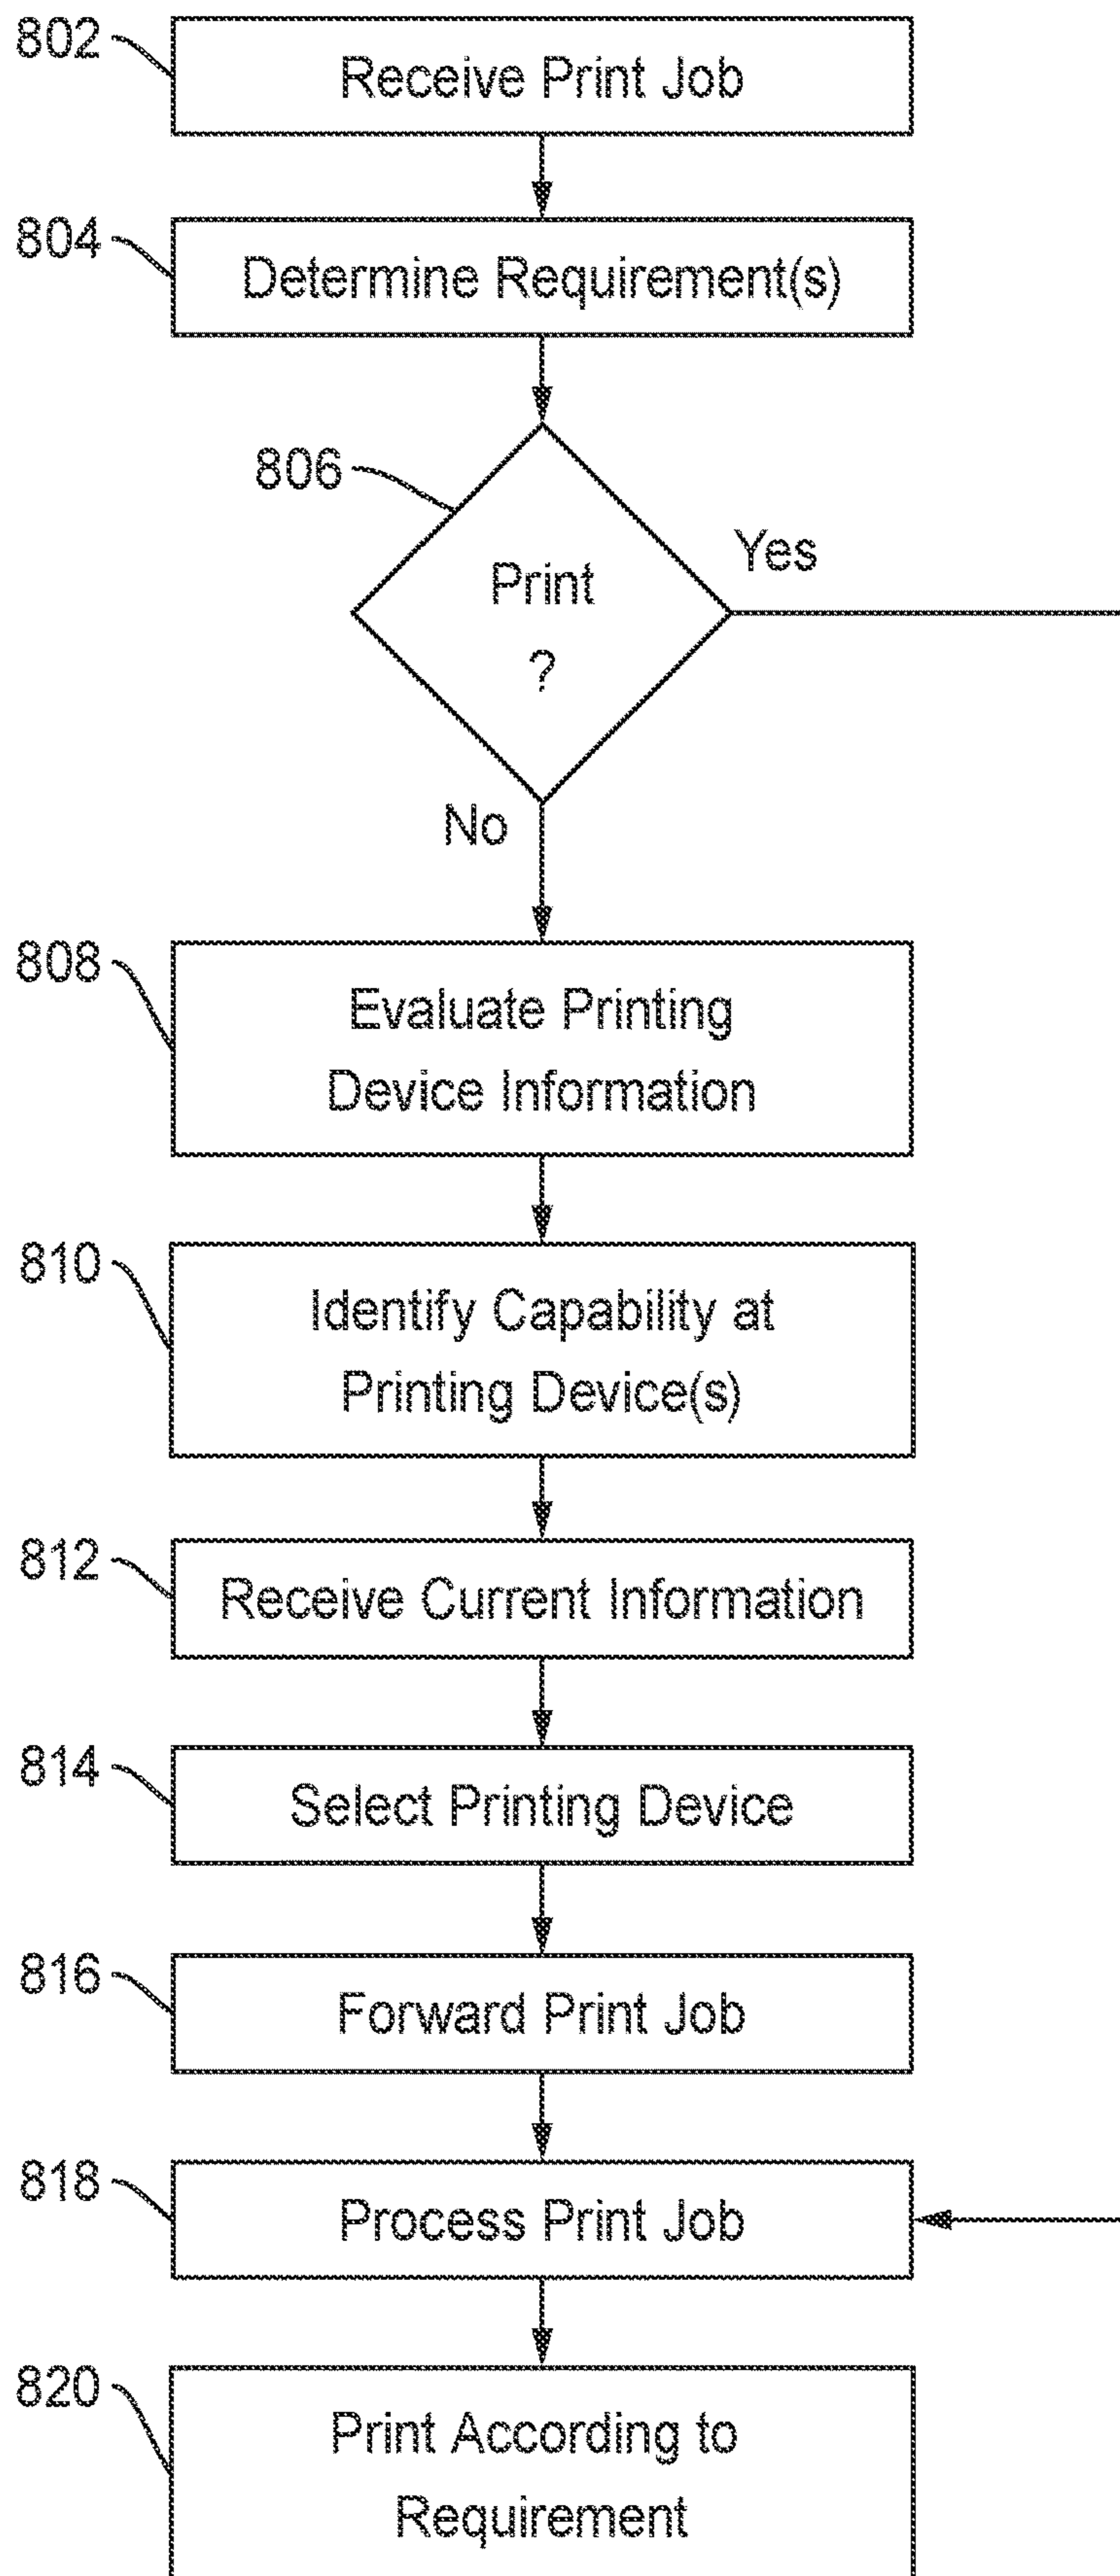 802
Receive Print Job
804
Determine Requirement(s)
806
Print
?
Yes
No
808
Evaluate Printing
Device Information
810
Identify Capability at
Printing Device(s)
812
Receive Current Information
814
Select Printing Device
816
Forward Print Job
818
Process Print Job
820
Print According to
Requirement